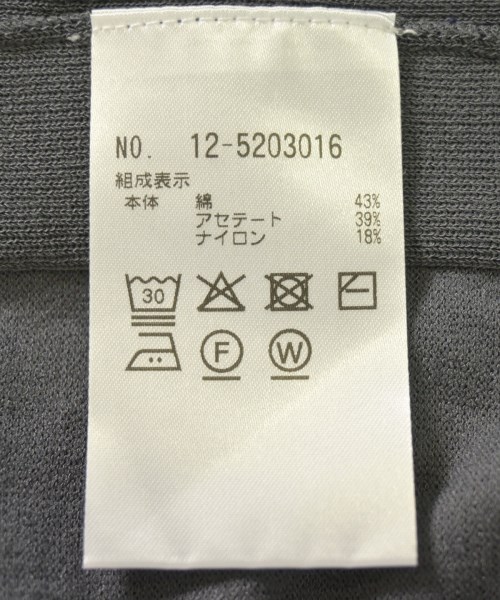 NO. 12-5203016
組成表示
本体 綿 43%
アセテート 39%
ナイロン 18%
30
F W